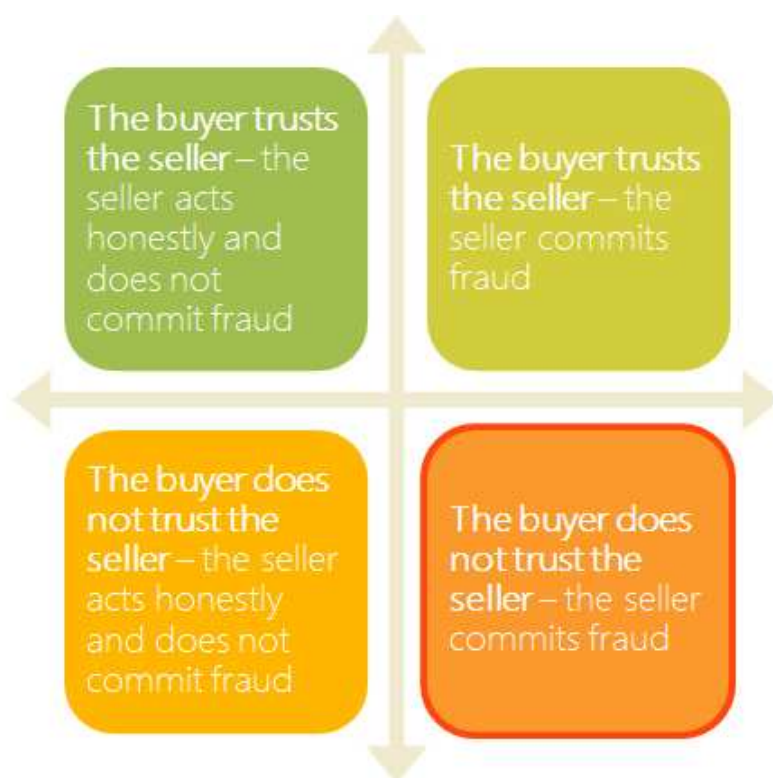 The buyer trusts
the seller – the
seller acts
honestly and
does not
commit fraud
The buyer trusts
the seller – the
seller commits
fraud
The buyer does
not trust the
seller – the seller
acts honestly
and does not
commit fraud
The buyer does
not trust the
seller – the seller
commits fraud